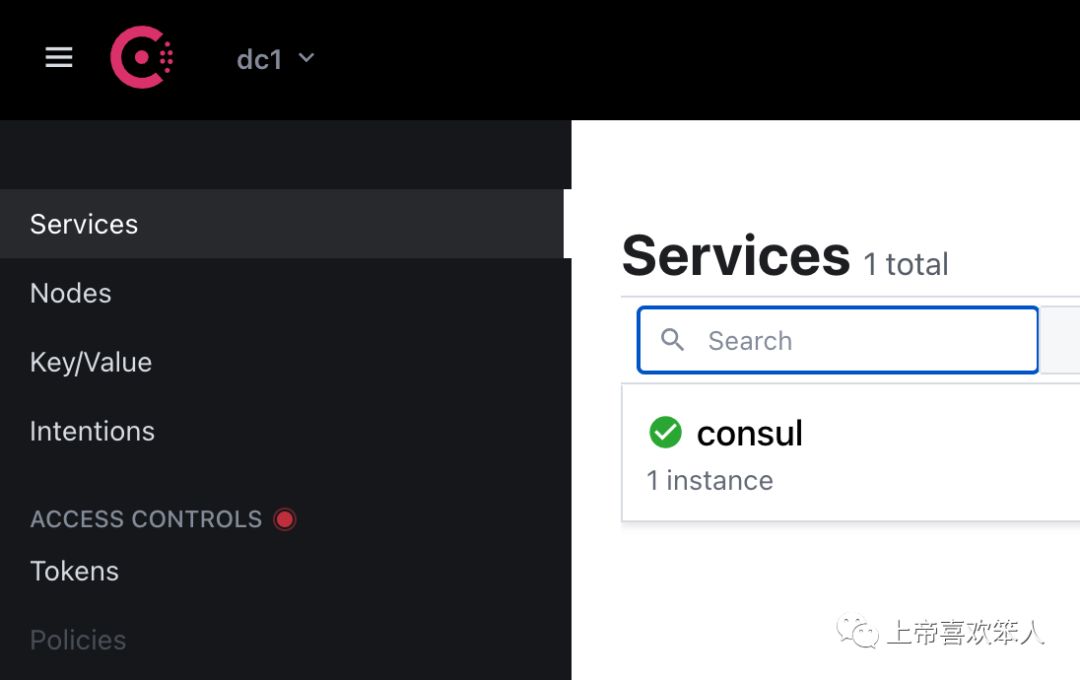 dc1
Services
Nodes
Key/Value
Intentions
ACCESS CONTROLS
Tokens
Policies
Services 1 total
Search
consul
1 instance
上帝喜欢笨人